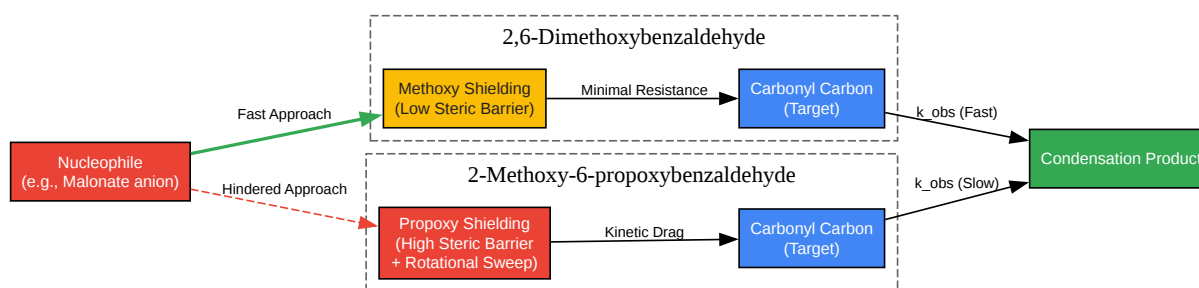 2,6-Dimethoxybenzaldehyde
Methoxy Shielding
(Low Steric Barrier)
Minimal Resistance
Carbonyl Carbon
(Target)
Fast Approach
k_obs (Fast)
Nucleophile
(e.g., Malonate anion)
Condensation Product
Hindered Approach
2-Methoxy-6-propoxybenzaldehyde
k_obs (Slow)
Propoxy Shielding
(High Steric Barrier
+ Rotational Sweep)
Kinetic Drag
Carbonyl Carbon
(Target)